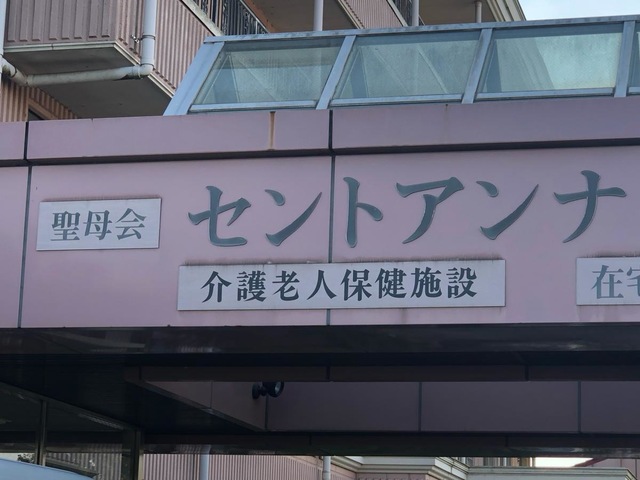 聖母会
セントアンナ
介護老人保健施設
在宅